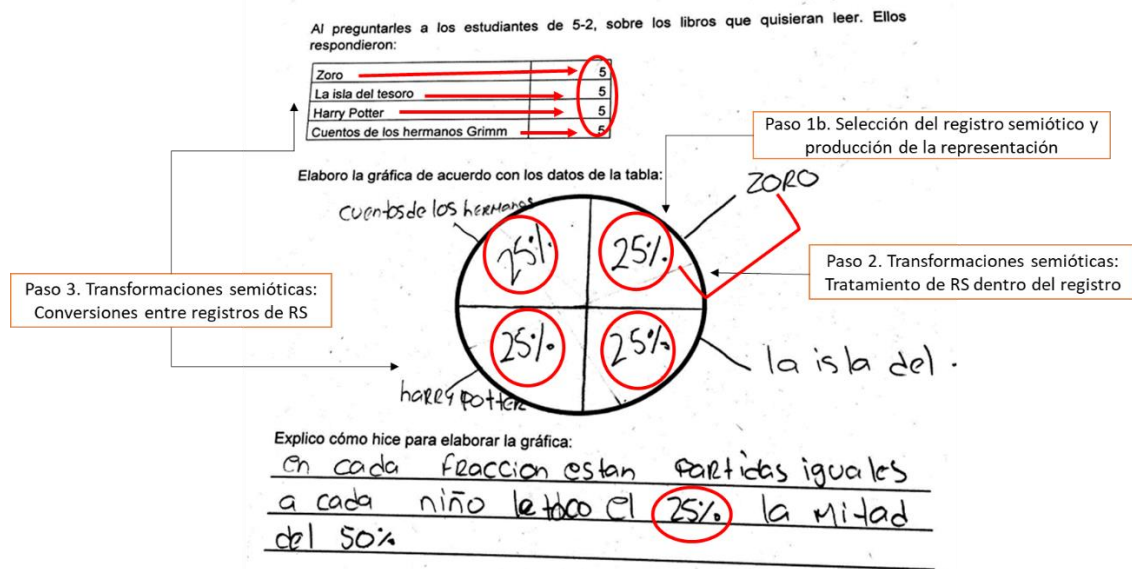 Al preguntarles a los estudiantes de 5-2, sobre los libros que quisieran leer. Ellos
respondieron:
Zoro 5
La isla del tesoro 5
Harry Potter 5
Cuentos de los hermanos Grimm 5
Paso 1b. Selección del registro semiótico y
producción de la representación
Elaboro la gráfica de acuerdo con los datos de la tabla:
ZORO
cuentos de los hermanos
25%
25%
Paso 2. Transformaciones semióticas:
Tratamiento de RS dentro del registro
Paso 3. Transformaciones semióticas:
Conversiones entre registros de RS
25%
25%
la isla del.
harry potter
Explico cómo hice para elaborar la gráfica:
en cada fraccion estan partidas iguales
a cada niño le toco el 25% la mitad
del 50%